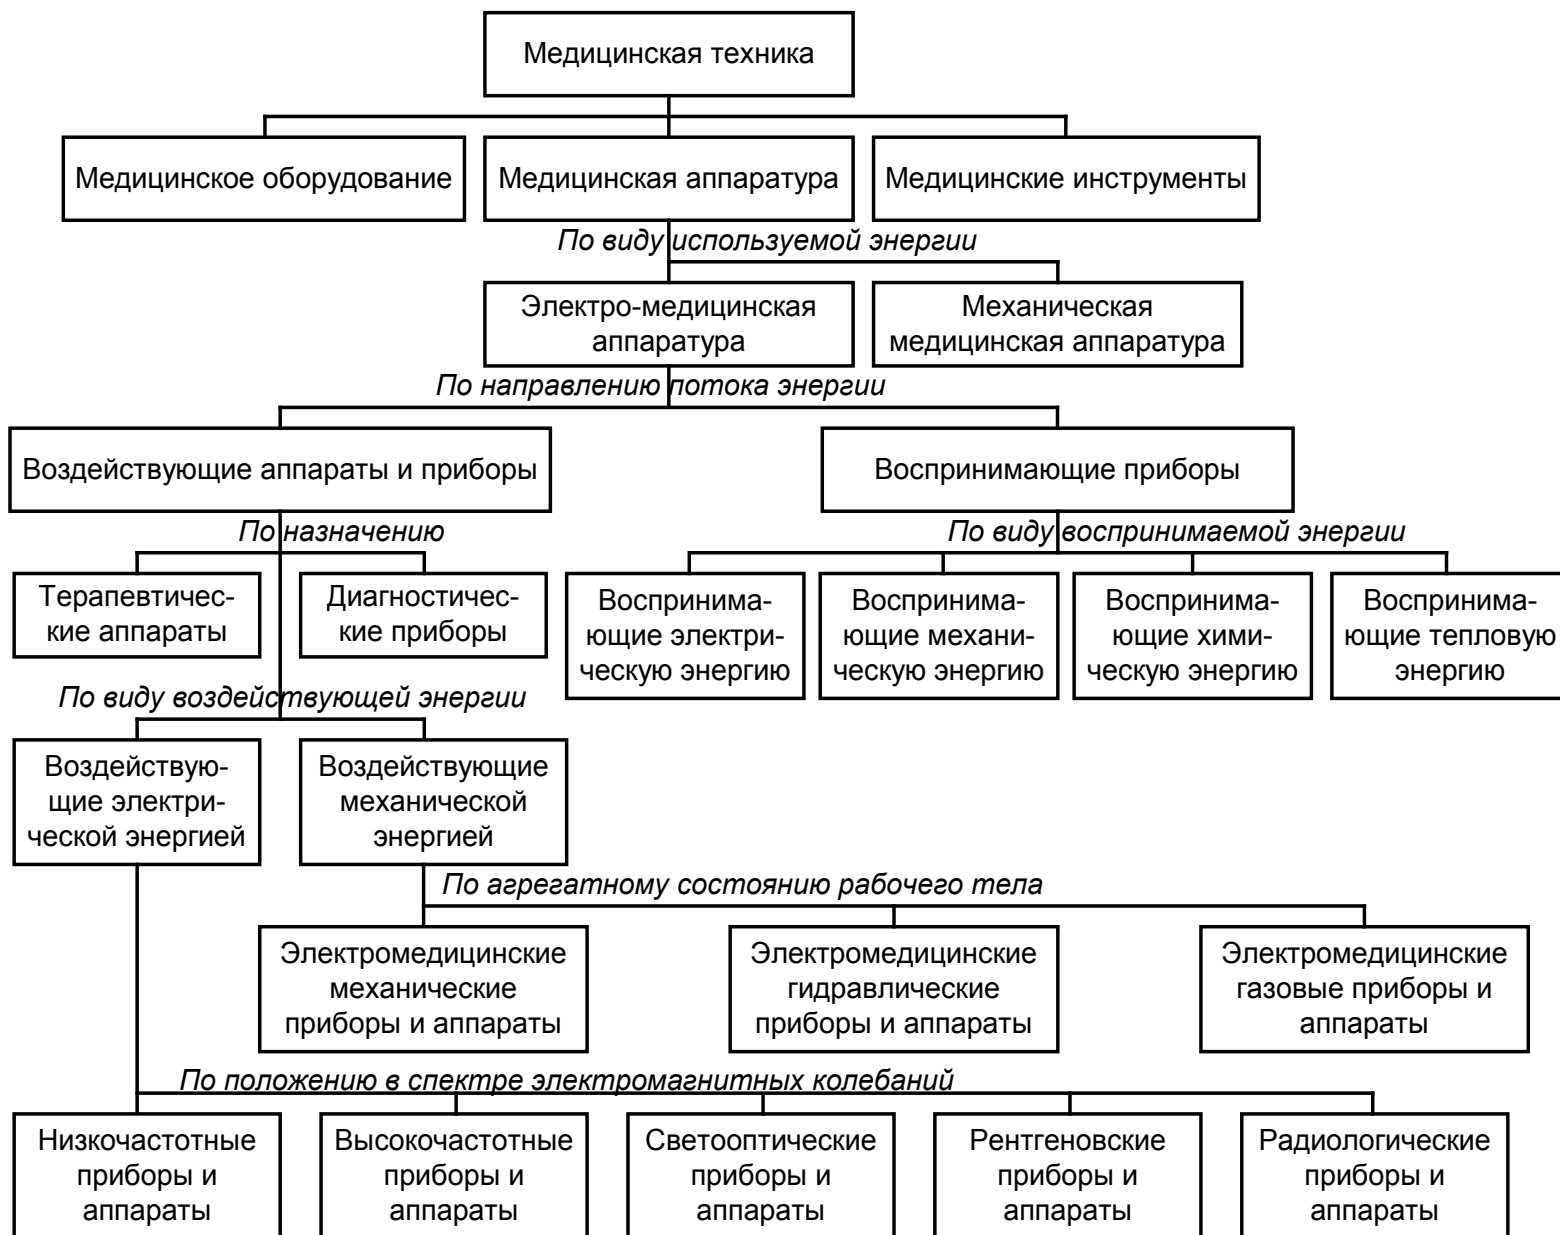 Медицинская техника
Медицинское оборудование
Медицинская аппаратура
Медицинские инструменты
По виду используемой энергии
Электро-медицинская
аппаратура
Механическая
медицинская аппаратура
По направлению потока энергии
Воздействующие аппараты и приборы
Воспринимающие приборы
По назначению
По виду воспринимаемой энергии
Терапевтичес-
кие аппараты
Диагностичес-
кие приборы
Воспринима-
ющие электри-
ческую энергию
Воспринима-
ющие механи-
ческую энергию
Воспринима-
ющие хими-
ческую энергию
Воспринима-
ющие тепловую
энергию
По виду воздействующей энергии
Воздействую-
щие электри-
ческой энергией
Воздействующие
механической
энергией
По агрегатному состоянию рабочего тела
Электромедицинские
механические
приборы и аппараты
Электромедицинские
гидравлические
приборы и аппараты
Электромедицинские
газовые приборы и
аппараты
По положению в спектре электромагнитных колебаний
Низкочастотные
приборы и
аппараты
Высокочастотные
приборы и
аппараты
Светооптические
приборы и
аппараты
Рентгеновские
приборы и
аппараты
Радиологические
приборы и
аппараты